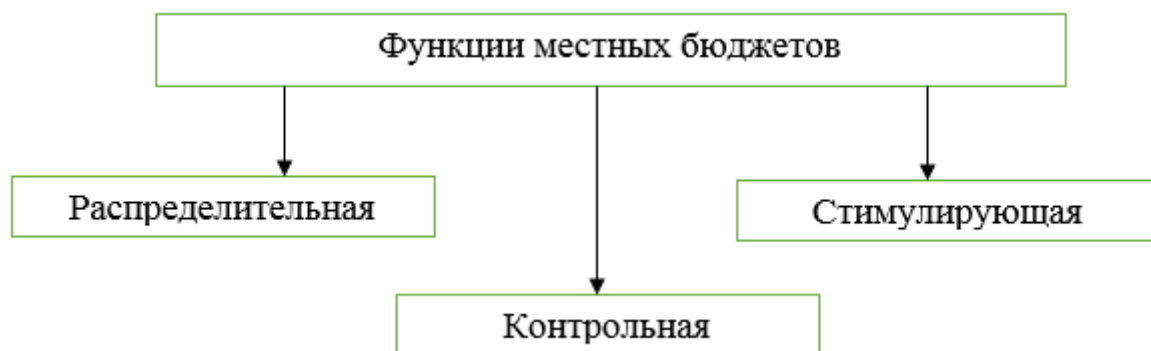 Функции местных бюджетов
Распределительная
Стимулирующая
Контрольная